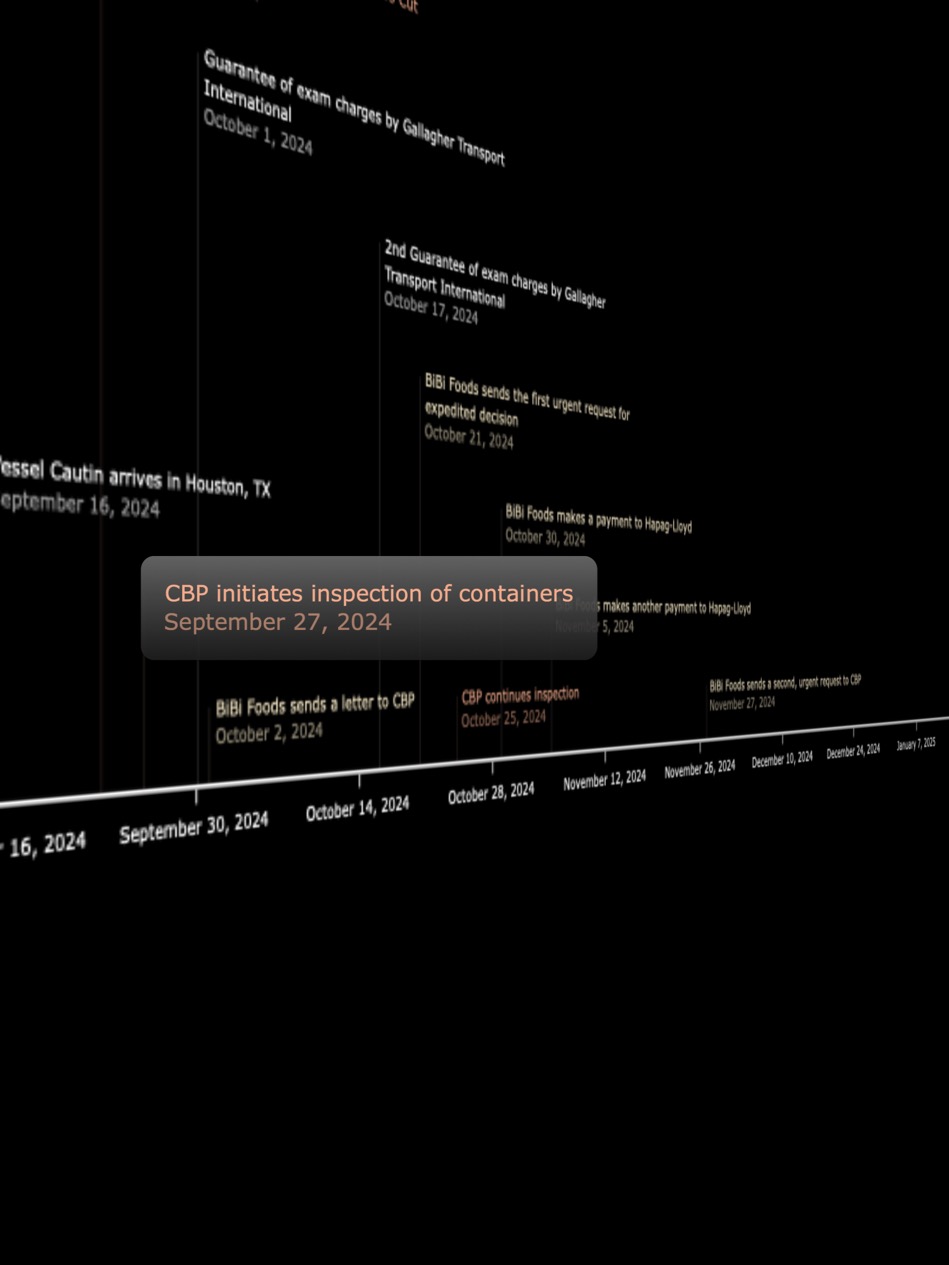 Cut
Guarantee of exam charges by Gallagher Transport
International
October 1, 2024
2nd Guarantee of exam charges by Gallagher
Transport International
October 17, 2024
BiBi Foods sends the first urgent request for
expedited decision
October 21, 2024
essel Cautin arrives in Houston, TX
eptember 16, 2024
BiBi Foods makes a payment to Hapag-Lloyd
October 30, 2024
CBP initiates inspection of containers
September 27, 2024
BiBi Foods makes another payment to Hapag-Lloyd
November 5, 2024
BiBi Foods sends a letter to CBP
October 2, 2024
CBP continues inspection
October 25, 2024
BiBi Foods sends a second, urgent request to CBP
November 27, 2024
16, 2024
September 30, 2024
October 14, 2024
October 28, 2024
November 12, 2024
November 26, 2024
December 10, 2024
December 24, 2024
January 7, 2025